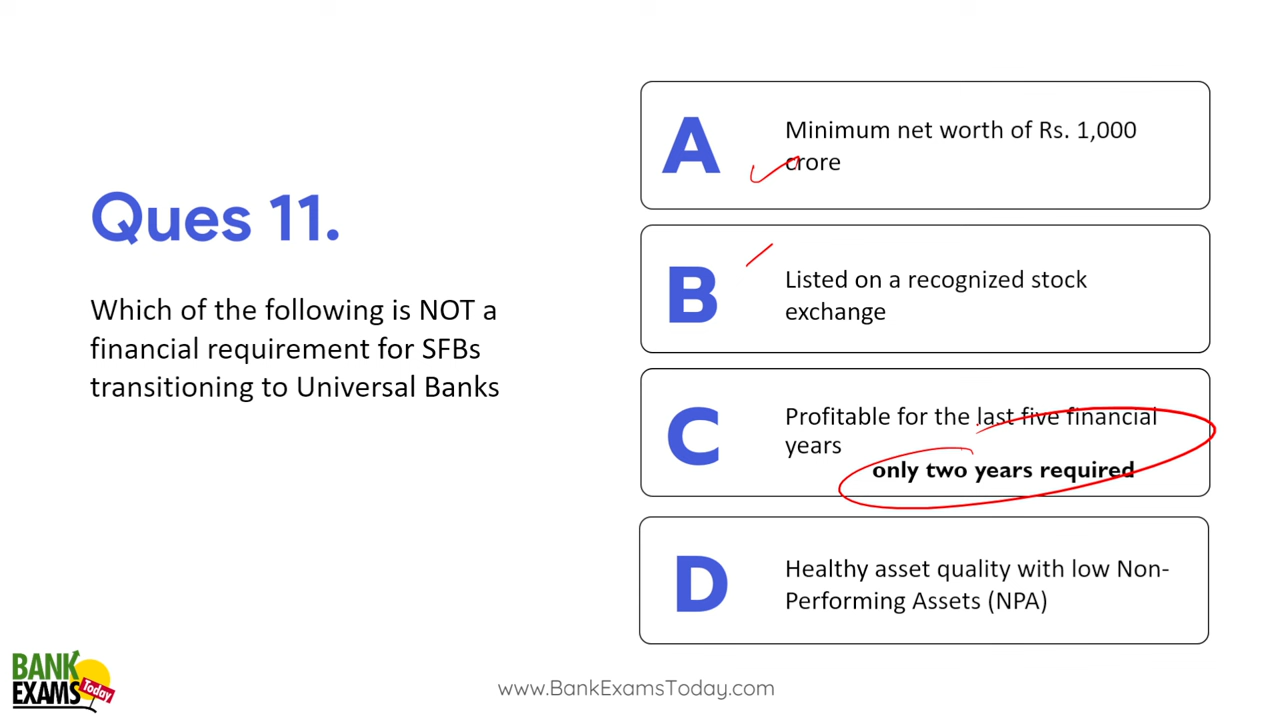 Ques 11.
Which of the following is NOT a
financial requirement for SFBs
transitioning to Universal Banks
A
Minimum net worth of Rs. 1,000
crore
B
Listed on a recognized stock
exchange
C
Profitable for the last five financial
years
only two years required
D
Healthy asset quality with low Non-
Performing Assets (NPA)
BANK
EXAMS
Today
www.BankExamsToday.com